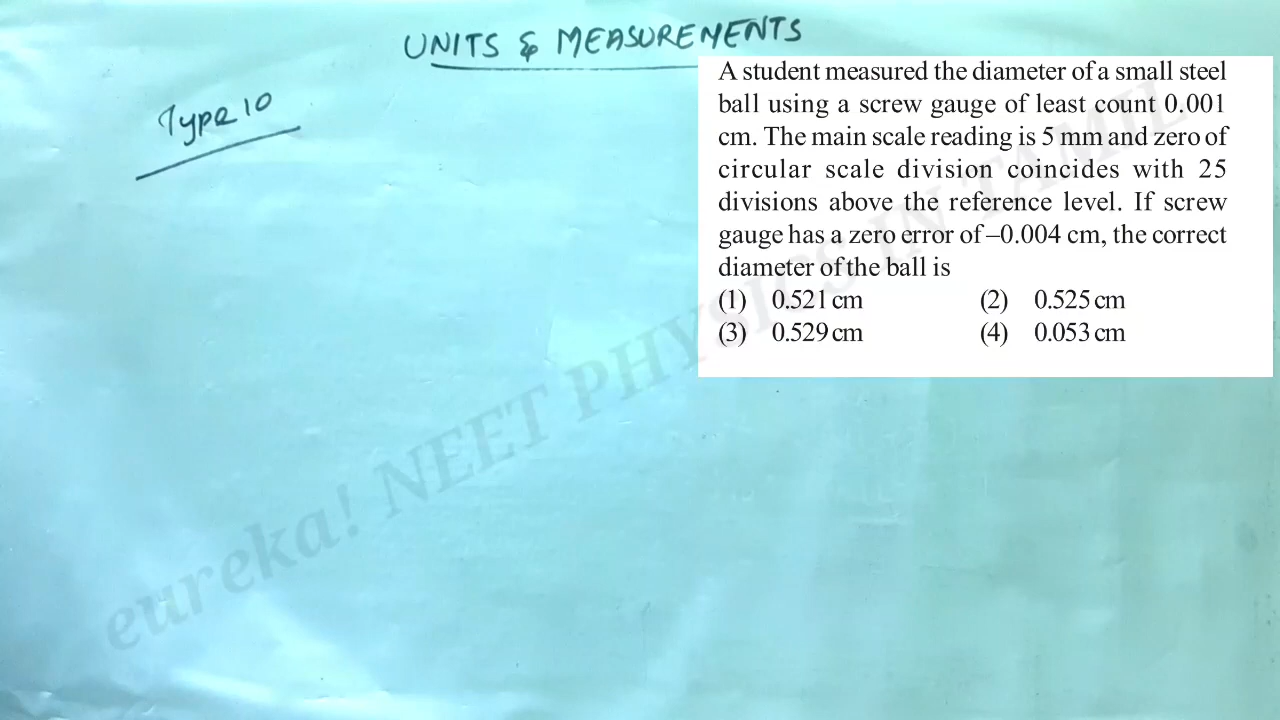 UNITS & MEASUREMENTS
Type 10
A student measured the diameter of a small steel
ball using a screw gauge of least count 0.001
cm. The main scale reading is 5 mm and zero of
circular scale division coincides with 25
divisions above the reference level. If screw
gauge has a zero error of –0.004 cm, the correct
diameter of the ball is
(1) 0.521 cm (2) 0.525 cm
(3) 0.529 cm (4) 0.053 cm
eureka! NEET PHYSICS IN TAMIL